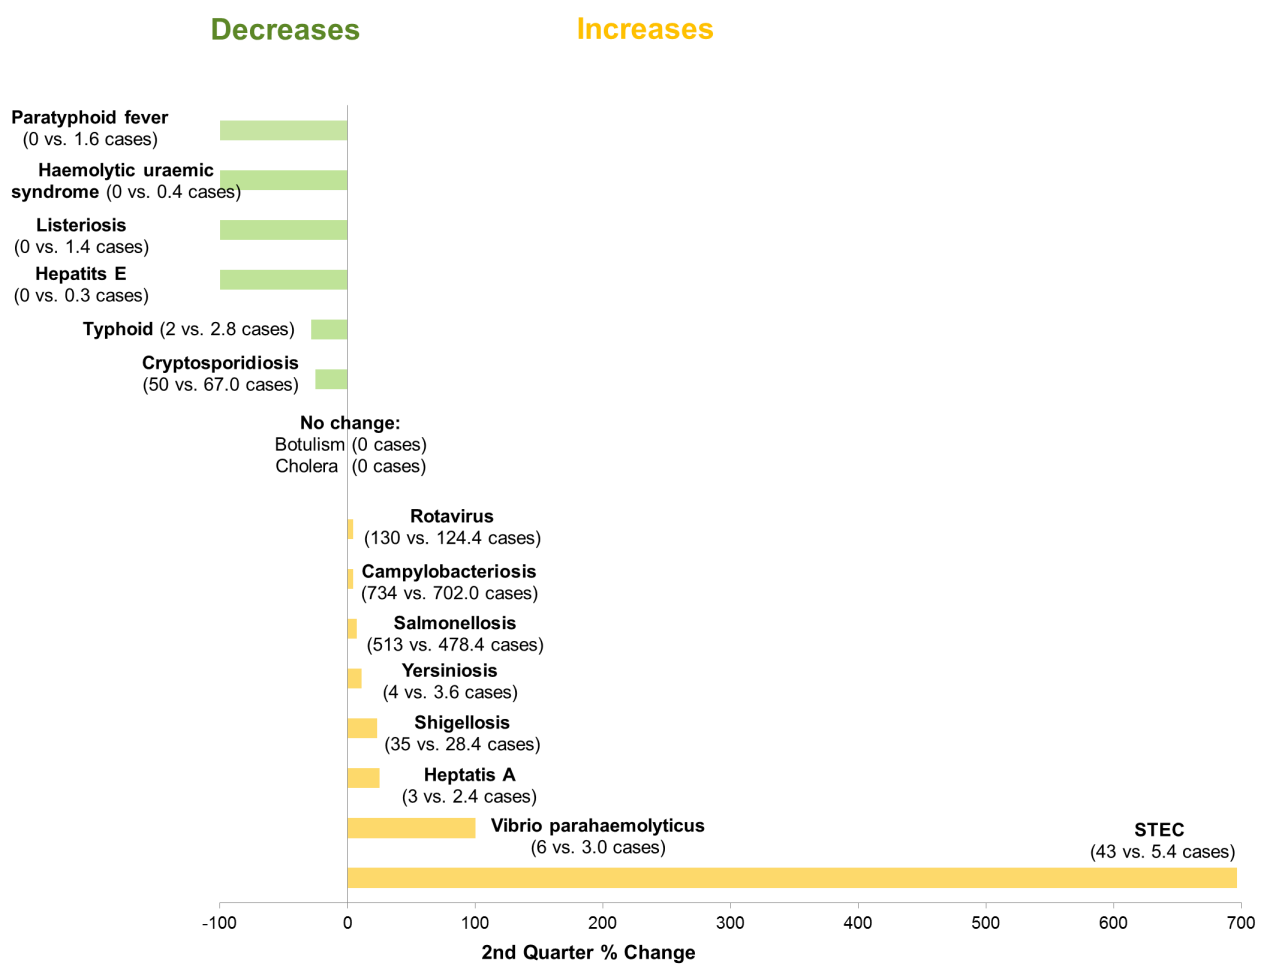 Decreases
Increases
Paratyphoid fever
(0 vs. 1.6 cases)
Haemolytic uraemic
syndrome (0 vs. 0.4 cases)
Listeriosis
(0 vs. 1.4 cases)
Hepatits E
(0 vs. 0.3 cases)
Typhoid (2 vs. 2.8 cases)
Cryptosporidiosis
(50 vs. 67.0 cases)
No change:
Botulism (0 cases)
Cholera (0 cases)
Rotavirus
(130 vs. 124.4 cases)
Campylobacteriosis
(734 vs. 702.0 cases)
Salmonellosis
(513 vs. 478.4 cases)
Yersiniosis
(4 vs. 3.6 cases)
Shigellosis
(35 vs. 28.4 cases)
Heptatis A
(3 vs. 2.4 cases)
Vibrio parahaemolyticus
(6 vs. 3.0 cases)
STEC
(43 vs. 5.4 cases)
-100 0 100 200 300 400 500 600 700
2nd Quarter % Change